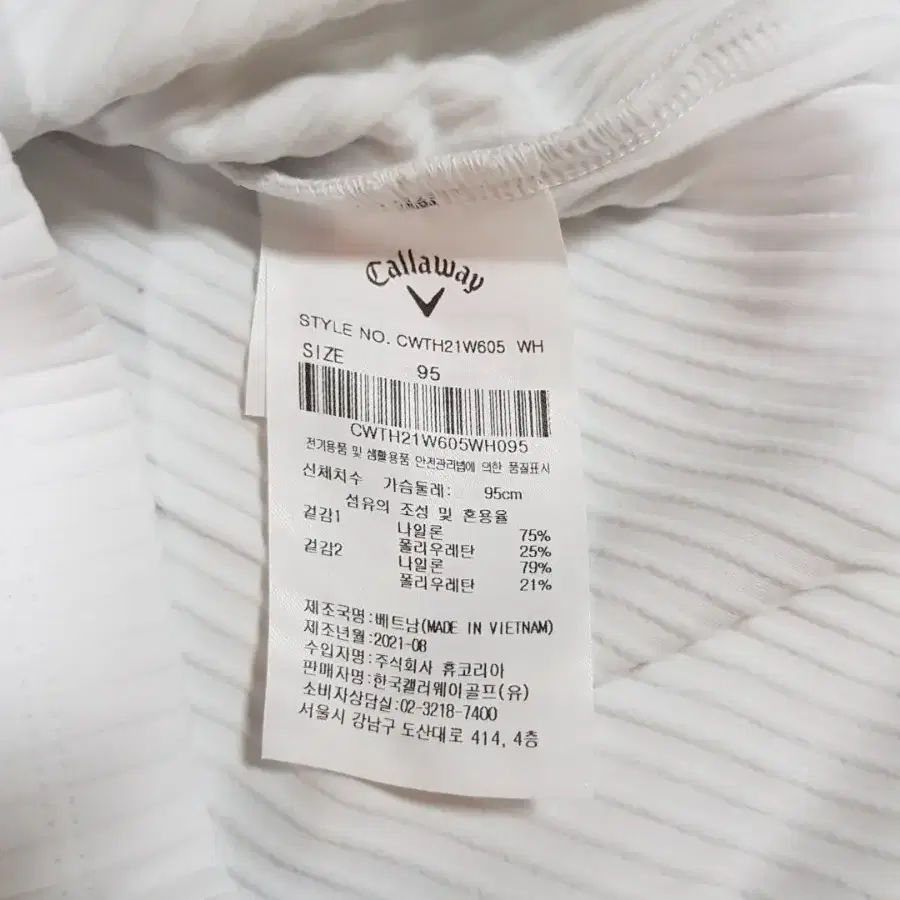 Callaway
STYLE NO. CWTH21W605 WH
SIZE 95
CWTH21W605WH095
전기용품 및 생활용품 안전관리법에 의한 품질표시
신체치수 가슴둘레: 95cm
섬유의 조성 및 혼용율
겉감1 나일론 75%
폴리우레탄 25%
겉감2 나일론 79%
폴리우레탄 21%
제조국명:베트남(MADE IN VIETNAM)
제조년월:2021-08
수입자명:주식회사 휴코리아
판매자명:한국캘러웨이골프(유)
소비자상담실:02-3218-7400
서울시 강남구 도산대로 414, 4층